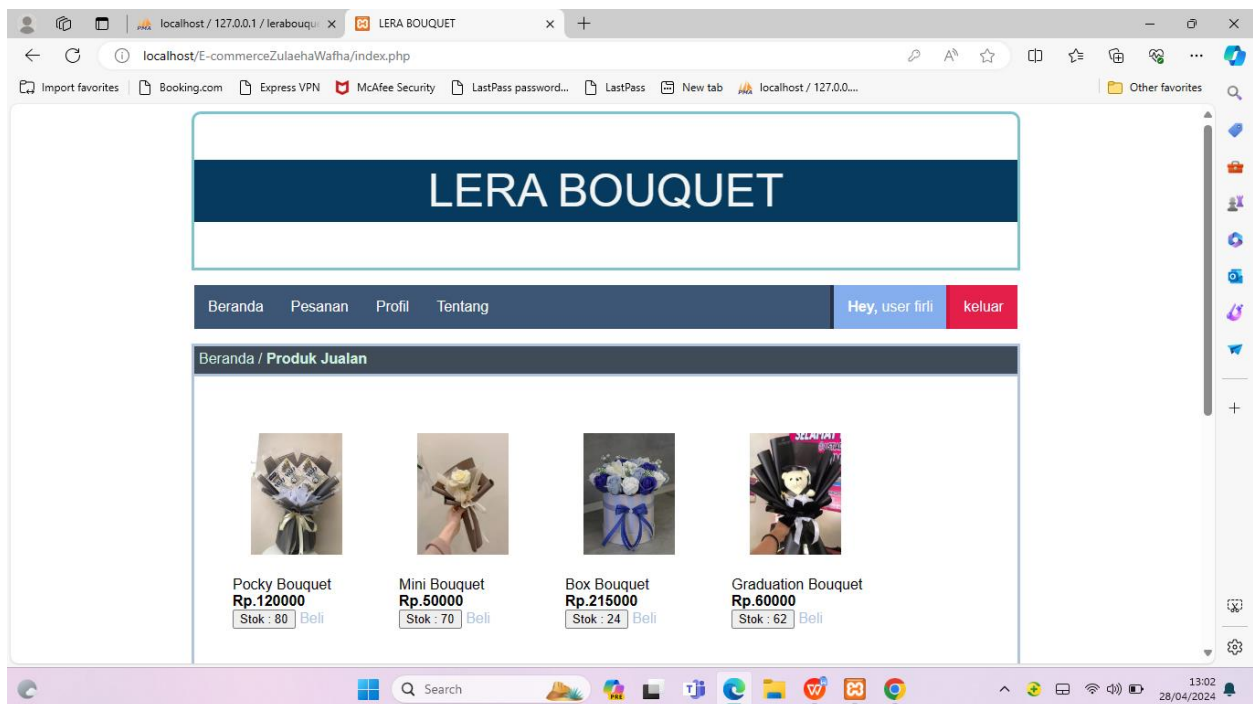 localhost / 127.0.0.1 / lerabouqu
LERA BOUQUET
localhost/E-commerceZulaehaWafha/index.php
Import favorites
Booking.com
Express VPN
McAfee Security
LastPass password...
LastPass
New tab
localhost / 127.0.0....
Other favorites
LERA BOUQUET
Beranda Pesanan Profil Tentang Hey, user firli keluar
Beranda / Produk Jualan
SELAMAT
Pocky Bouquet
Rp.120000
Stok : 80 Beli
Mini Bouquet
Rp.50000
Stok : 70 Beli
Box Bouquet
Rp.215000
Stok : 24 Beli
Graduation Bouquet
Rp.60000
Stok : 62 Beli
Search
PRE
13:02
28/04/2024